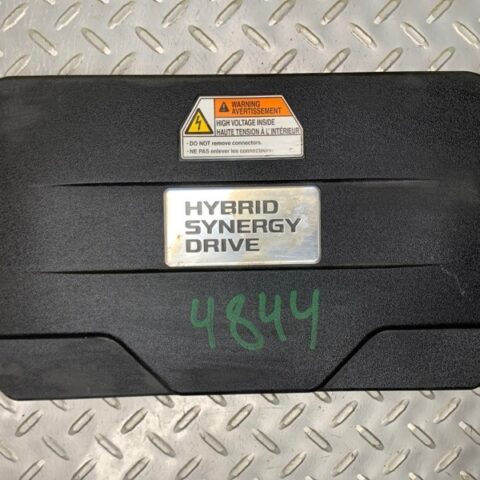 WARNING
AVERTISSEMENT
HIGH VOLTAGE INSIDE
HAUTE TENSION À L'INTÉRIEUR
- DO NOT remove connectors.
- NE PAS enlever les connecteurs.
HYBRID
SYNERGY
DRIVE
4844